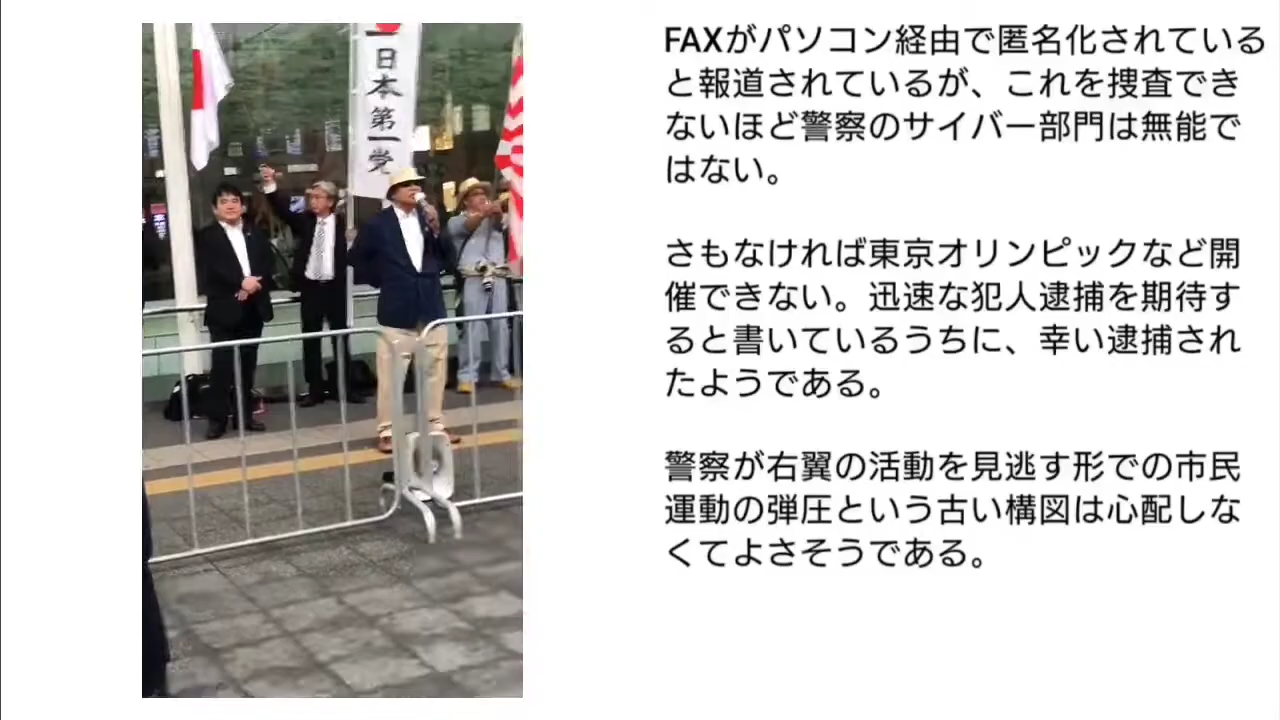 日本第一党
FAXがパソコン経由で匿名化されている
と報道されているが、これを捜査でき
ないほど警察のサイバー部門は無能で
はない。
さもなければ東京オリンピックなど開
催できない。迅速な犯人逮捕を期待す
ると書いているうちに、幸い逮捕され
たようである。
警察が右翼の活動を見逃す形での市民
運動の弾圧という古い構図は心配しな
くてよさそうである。